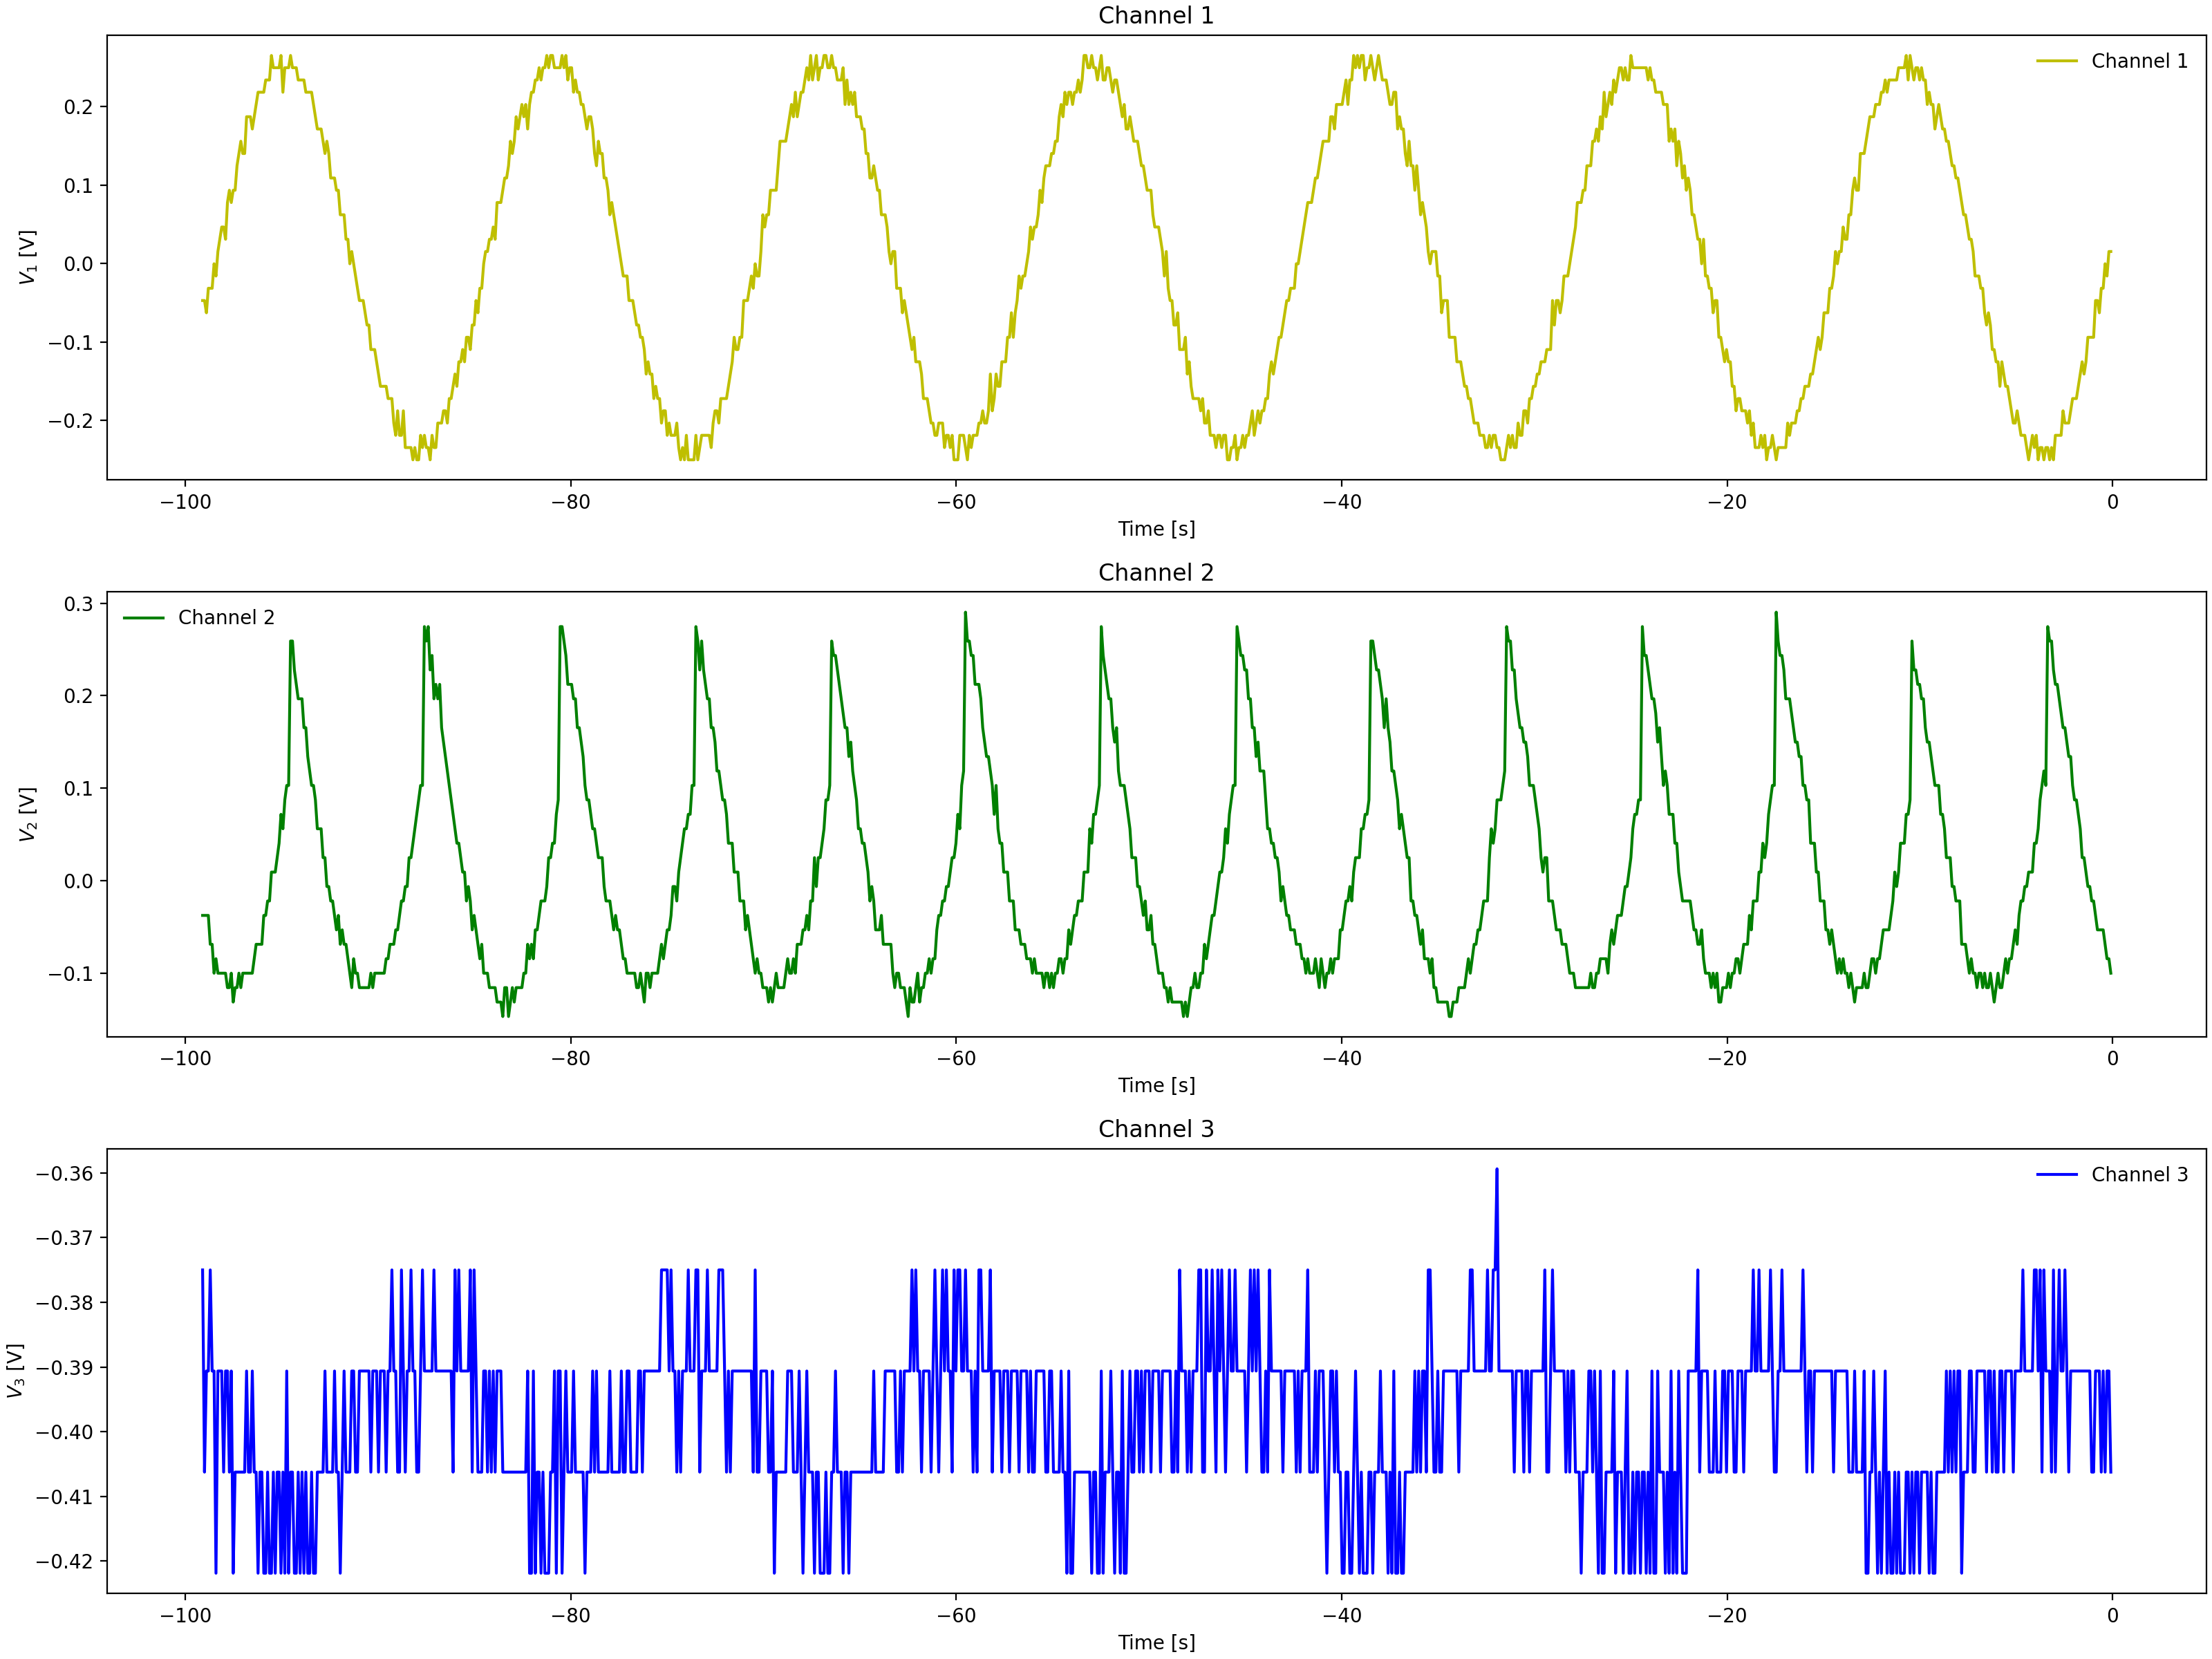 Channel 1
Channel 1
0.2
0.1
0.0
−0.1
−0.2
V1 [V]
−100 −80 −60 −40 −20 0
Time [s]
Channel 2
Channel 2
0.3
0.2
0.1
0.0
−0.1
V2 [V]
−100 −80 −60 −40 −20 0
Time [s]
Channel 3
Channel 3
−0.36
−0.37
−0.38
−0.39
−0.40
−0.41
−0.42
V3 [V]
−100 −80 −60 −40 −20 0
Time [s]